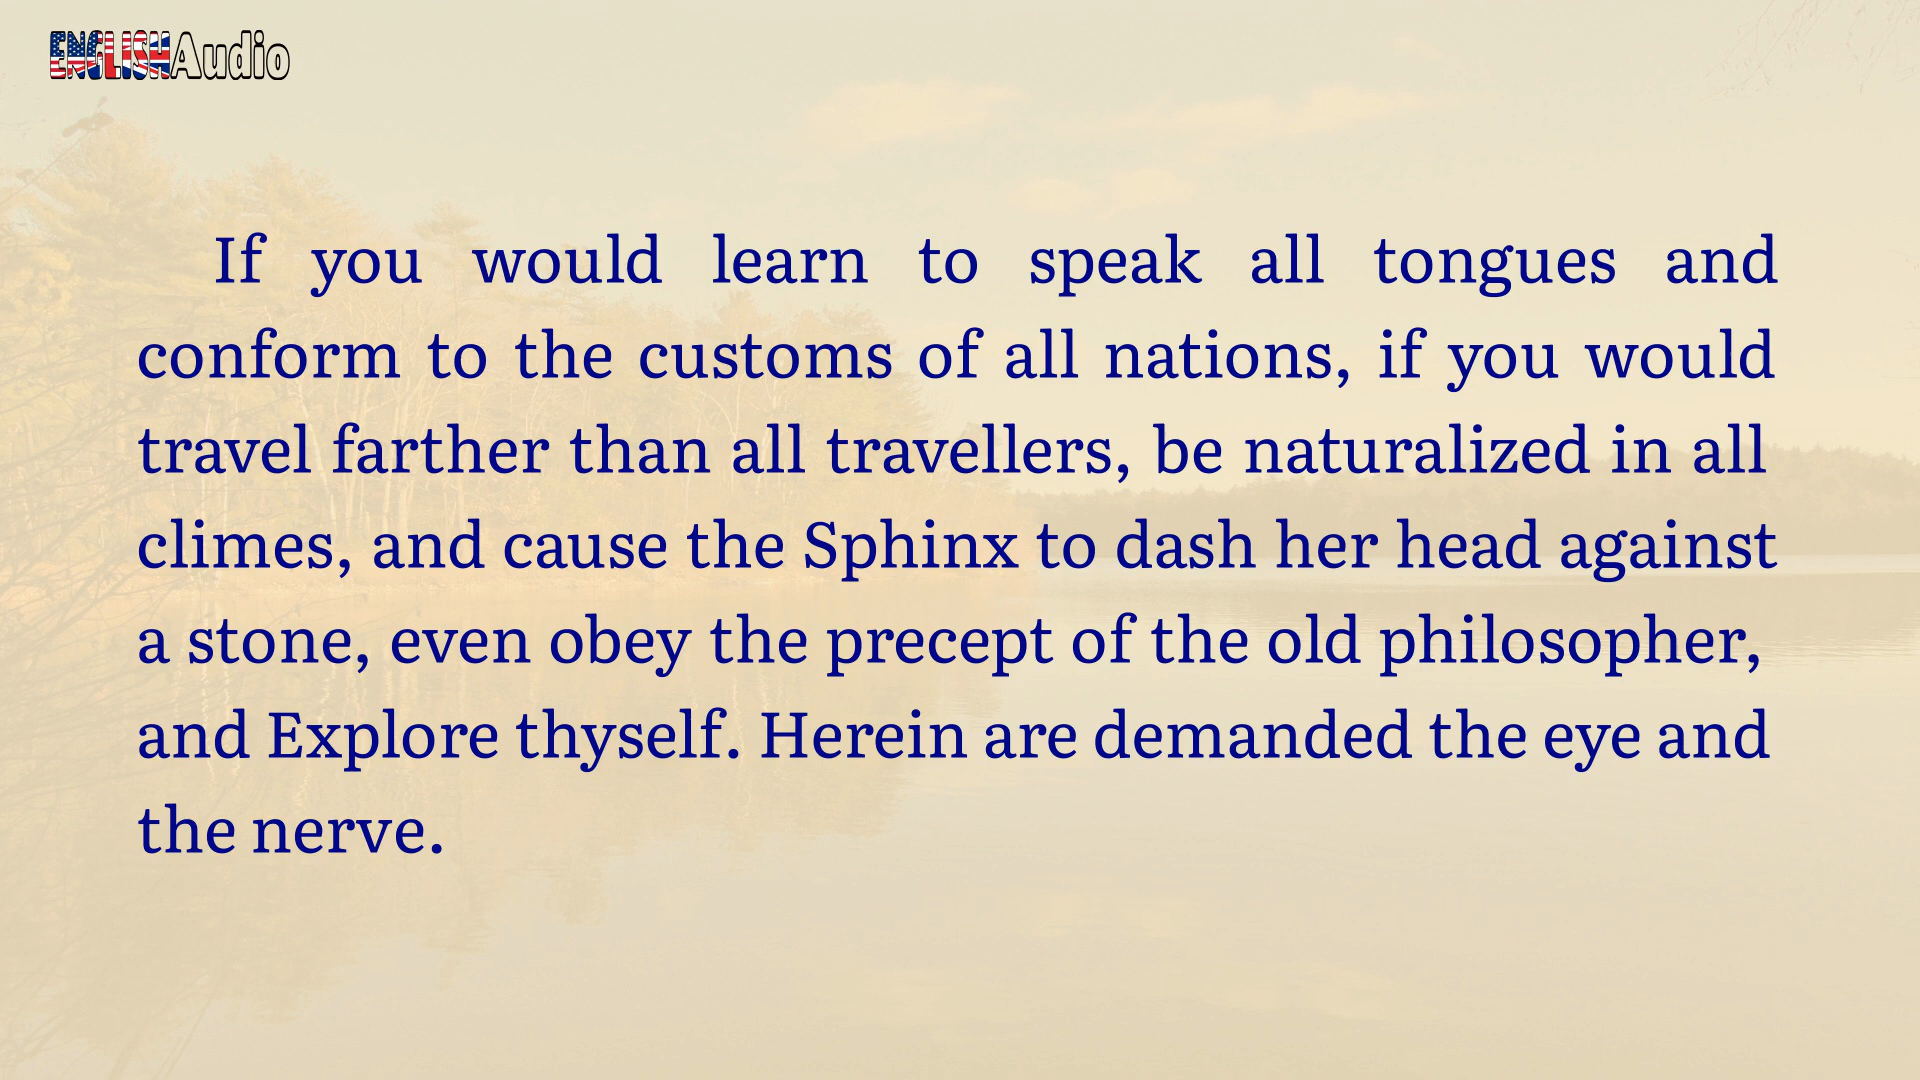 ENGLISHAudio
If you would learn to speak all tongues and
conform to the customs of all nations, if you would
travel farther than all travellers, be naturalized in all
climes, and cause the Sphinx to dash her head against
a stone, even obey the precept of the old philosopher,
and Explore thyself. Herein are demanded the eye and
the nerve.